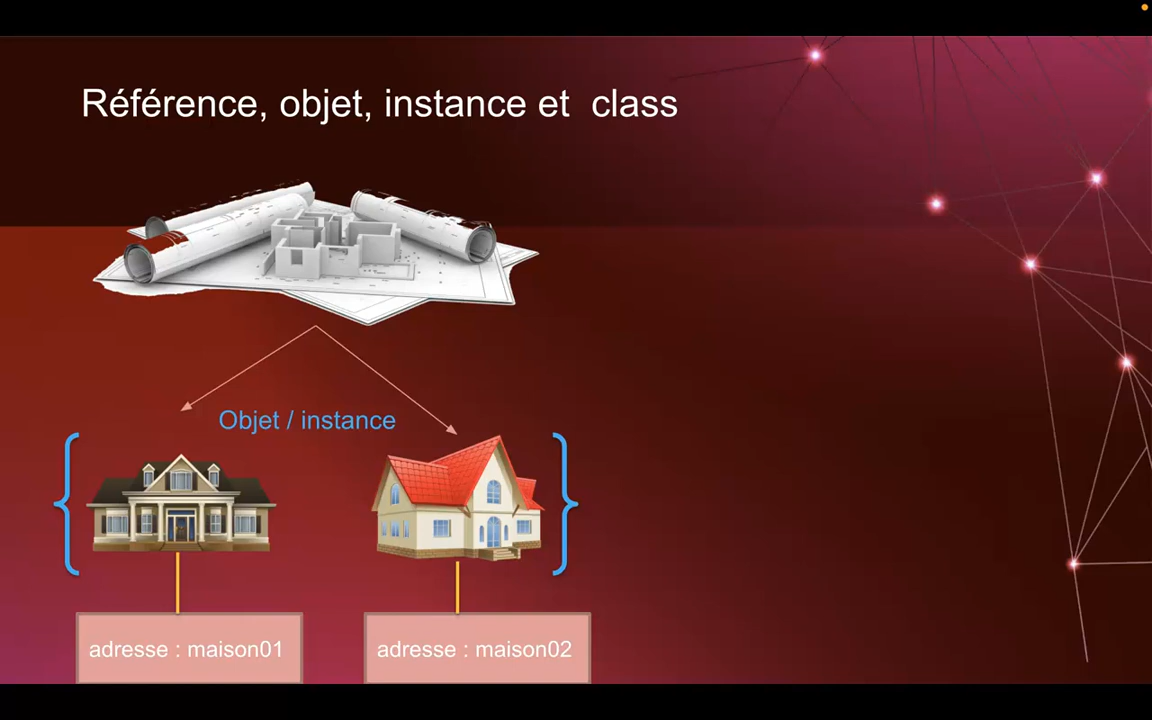 Référence, objet, instance et  class
Objet / instance
adresse : maison01
adresse : maison02